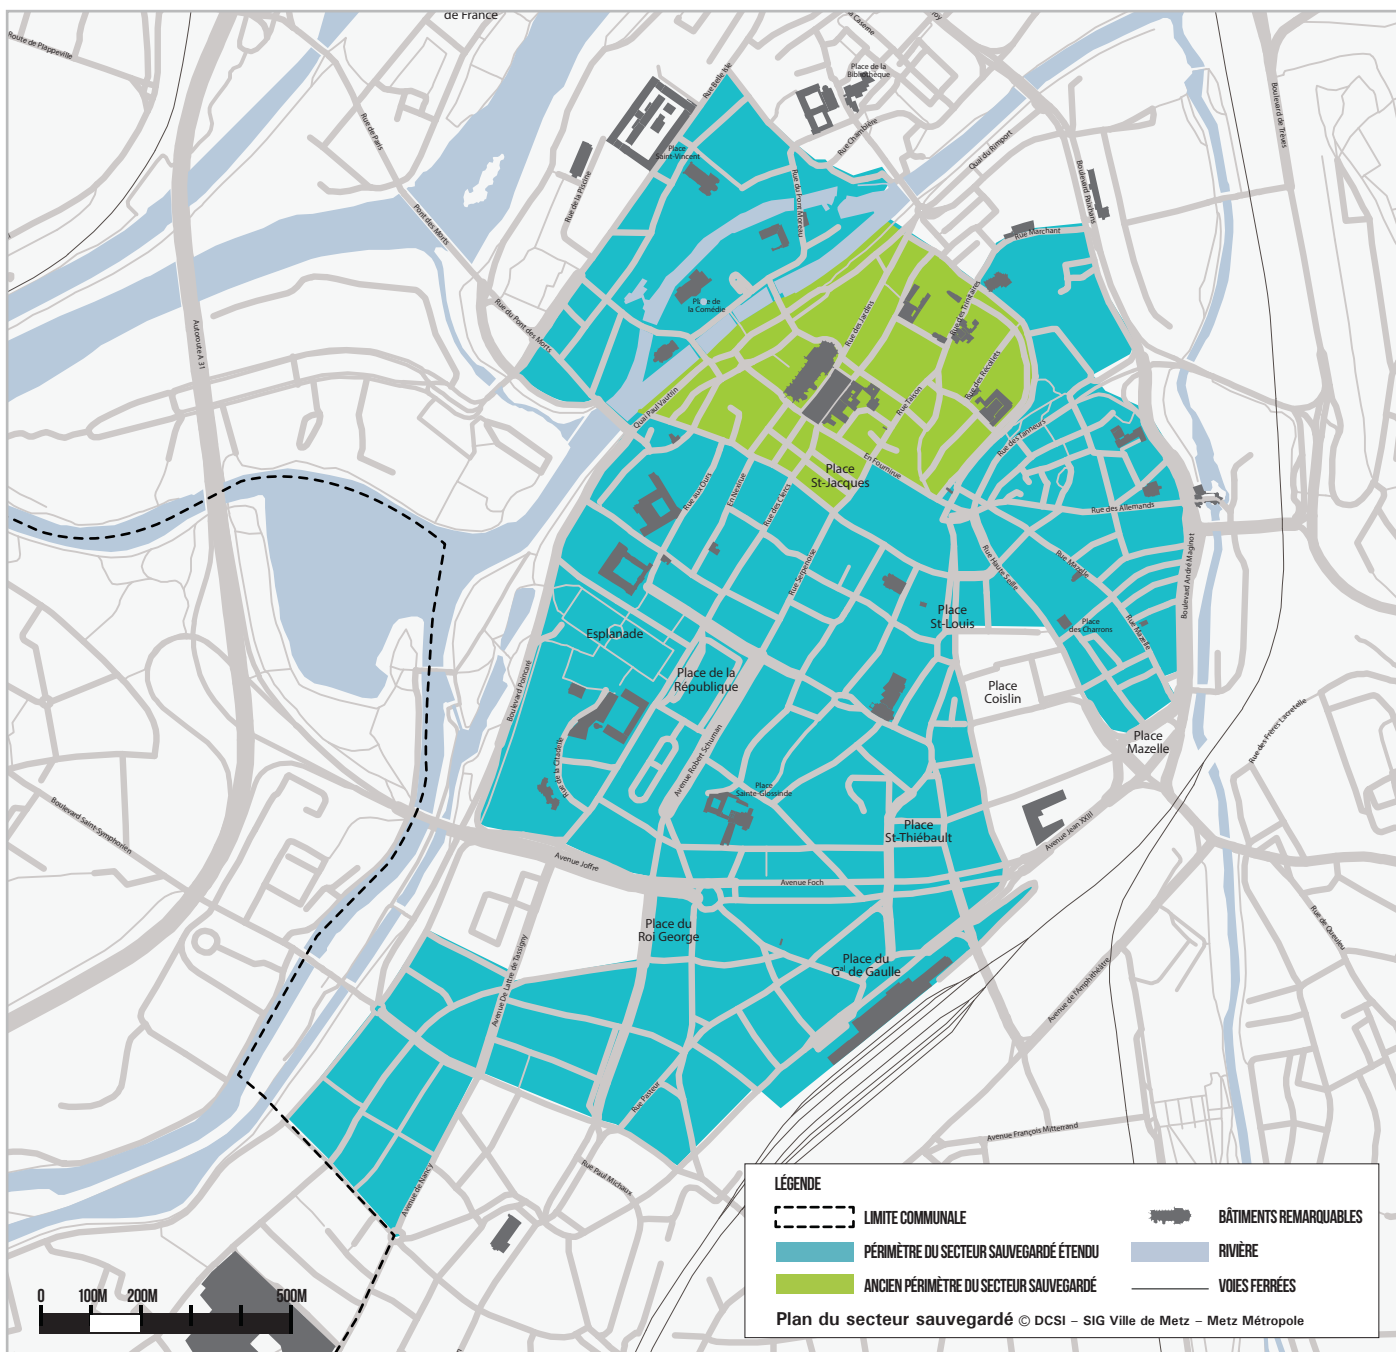 de France
Route de Plappeville
Rue de Paris
Pont des Morts
Rue du Pont des Morts
Rue de la Piscine
Rue Belle Isle
la Caserne
Place de la
Bibliothèque
Rue Chambière
Quai du Rimport
Boulevard de Trèves
Boulevard Paixhans
Place
Saint-Vincent
Rue du Pont Moreau
Rue Marchant
Place de
la Comédie
Autoroute A 31
Rue des Jardins
Rue des Trinitaires
Rue des Récollets
Rue Taison
Quai Paul Vautrin
En Fournirue
Rue des Tanneurs
Place
St-Jacques
Rue aux Ours
En Nexirue
Rue des Clercs
Rue Serpenoise
Rue des Allemands
Rue Haute Seille
Rue Mazelle
Boulevard André Maginot
Place
St-Louis
Place
des Charrons
Rue Mazelle
Esplanade
Place de la
République
Place
Coislin
Boulevard Poincaré
Place
Mazelle
Rue des Frères Lacretelle
Rue de la Citadelle
Avenue Robert Schuman
Place
Sainte-Glossinde
Place
St-Thiébault
Avenue Jean XXIII
Boulevard Saint-Symphorien
Avenue Joffre
Avenue Foch
Place du
Roi George
Place du
Gal de Gaulle
Rue de Queuleu
Avenue De Lattre de Tassigny
Avenue de l'Amphithéâtre
Rue Pasteur
Avenue François Mitterrand
Rue Paul Michaux
Avenue de Nancy
LÉGENDE
LIMITE COMMUNALE
BÂTIMENTS REMARQUABLES
PÉRIMÈTRE DU SECTEUR SAUVEGARDÉ ÉTENDU
RIVIÈRE
ANCIEN PÉRIMÈTRE DU SECTEUR SAUVEGARDÉ
VOIES FERRÉES
Plan du secteur sauvegardé © DCSI – SIG Ville de Metz – Metz Métropole
0 100M 200M 500M